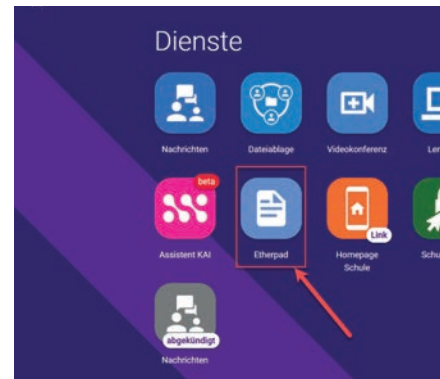 Dienste
Nachrichten
Dateiablage
Videokonferenz
beta
Assistent KAI
Etherpad
Link
Homepage
Schule
abgekündigt
Nachrichten